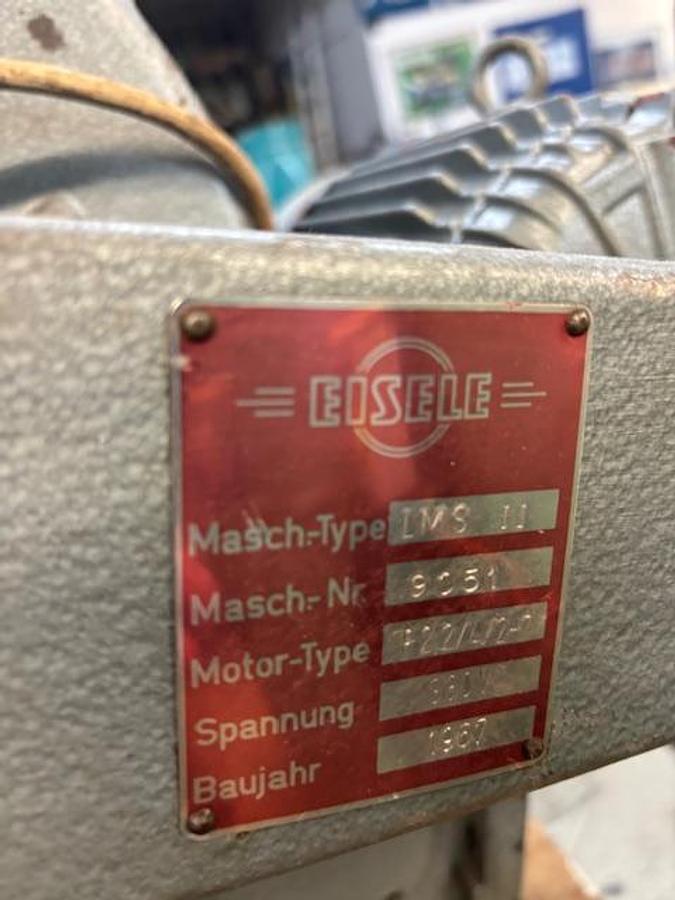 EISELE
Masch.-Type LMS II
Masch.-Nr. 9051
Motor-Type
Spannung 380V
Baujahr 1967